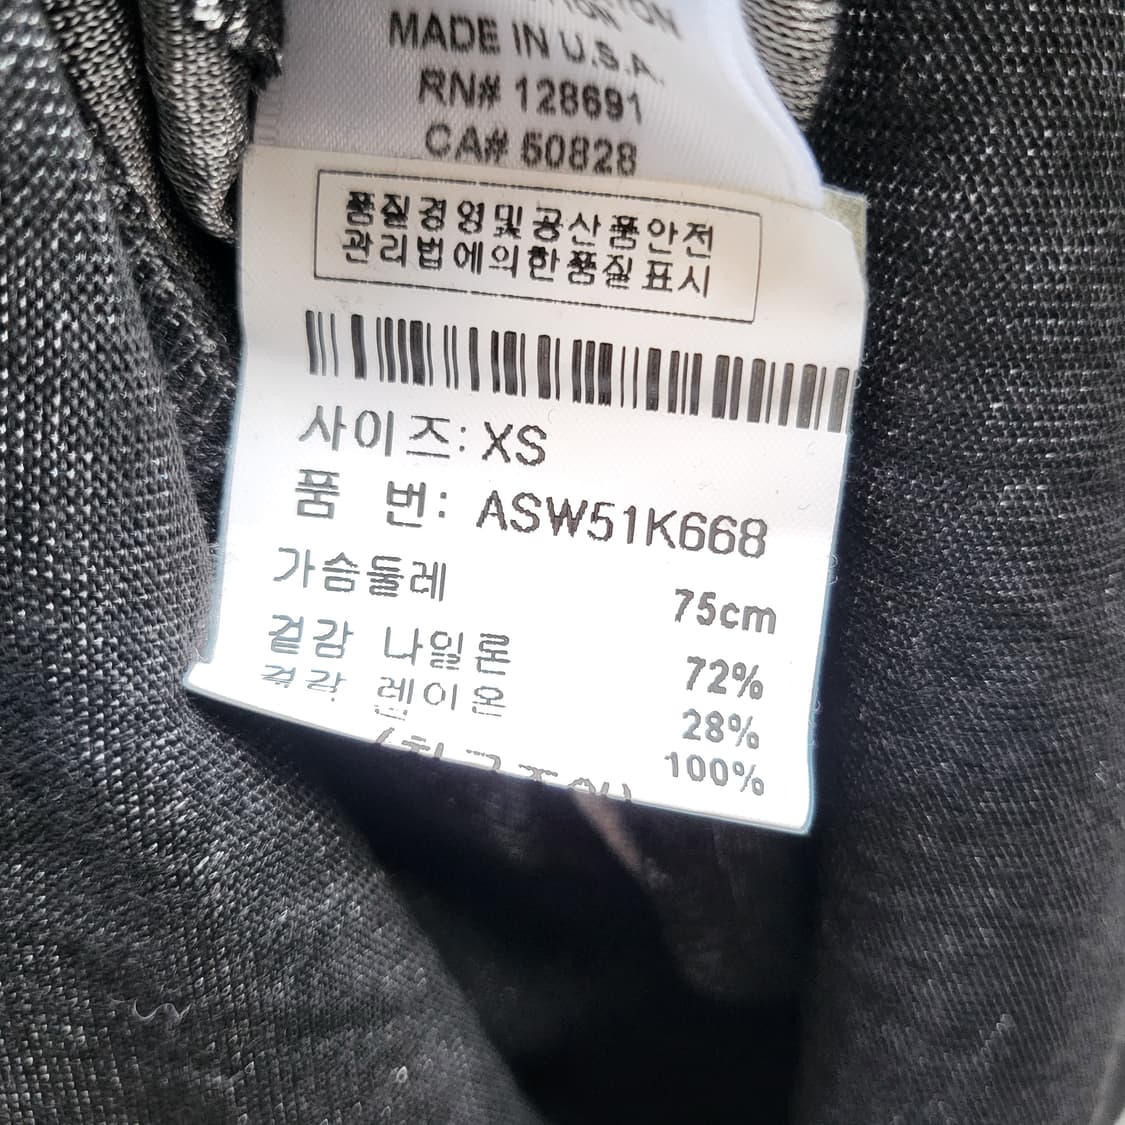 MADE IN U.S.A.
RN# 128691
CA# 50828
품질경영및공산품안전
관리법에의한품질표시
사이즈: XS
품 번: ASW51K668
가슴둘레 75cm
겉감 나일론 72%
겉감 레이온 28%
100%